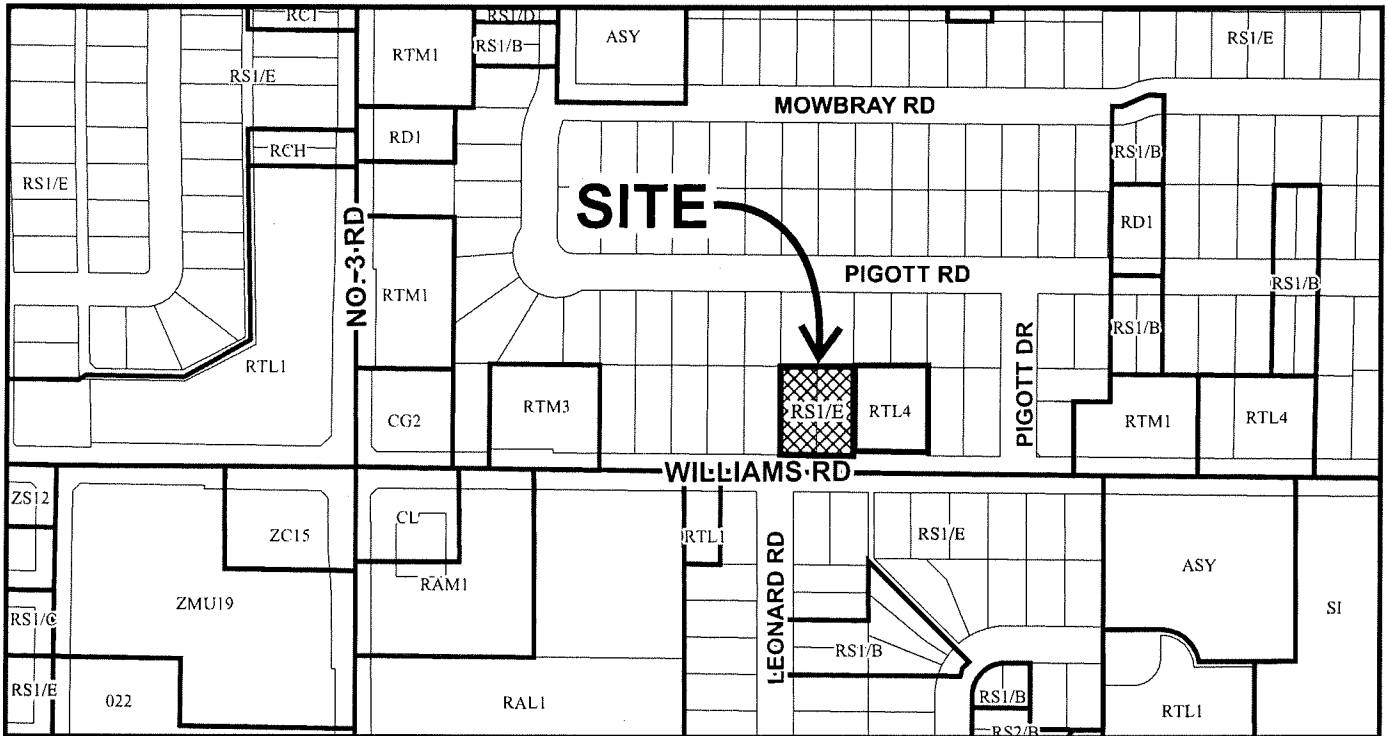 RC1
RS1/D
RTM1
RS1/B
ASY
RS1/E
RS1/E
MOWBRAY RD
RD1
RCH
RS1/B
RS1/E
SITE
NO. 3 RD
RD1
RTM1
PIGOTT RD
RS1/B
RS1/B
PIGOTT DR
RTL1
CG2
RTM3
RS1/E
RTL4
RTM1
RTL4
WILLIAMS RD
ZS12
ZC15
CL
RTL1
RS1/E
LEONARD RD
ASY
RAM1
ZMU19
SI
RS1/C
RS1/B
RS1/E
022
RAL1
RS1/B
RTL1
RS2/B